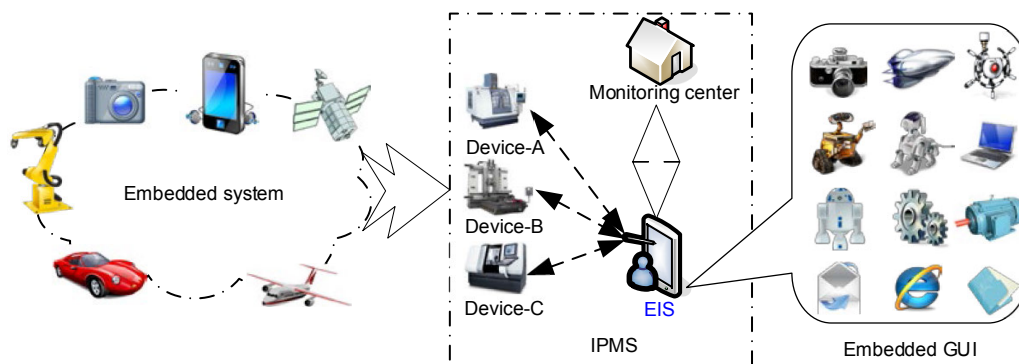 Embedded system
Monitoring center
Device-A
Device-B
Device-C
EIS
IPMS
Embedded GUI